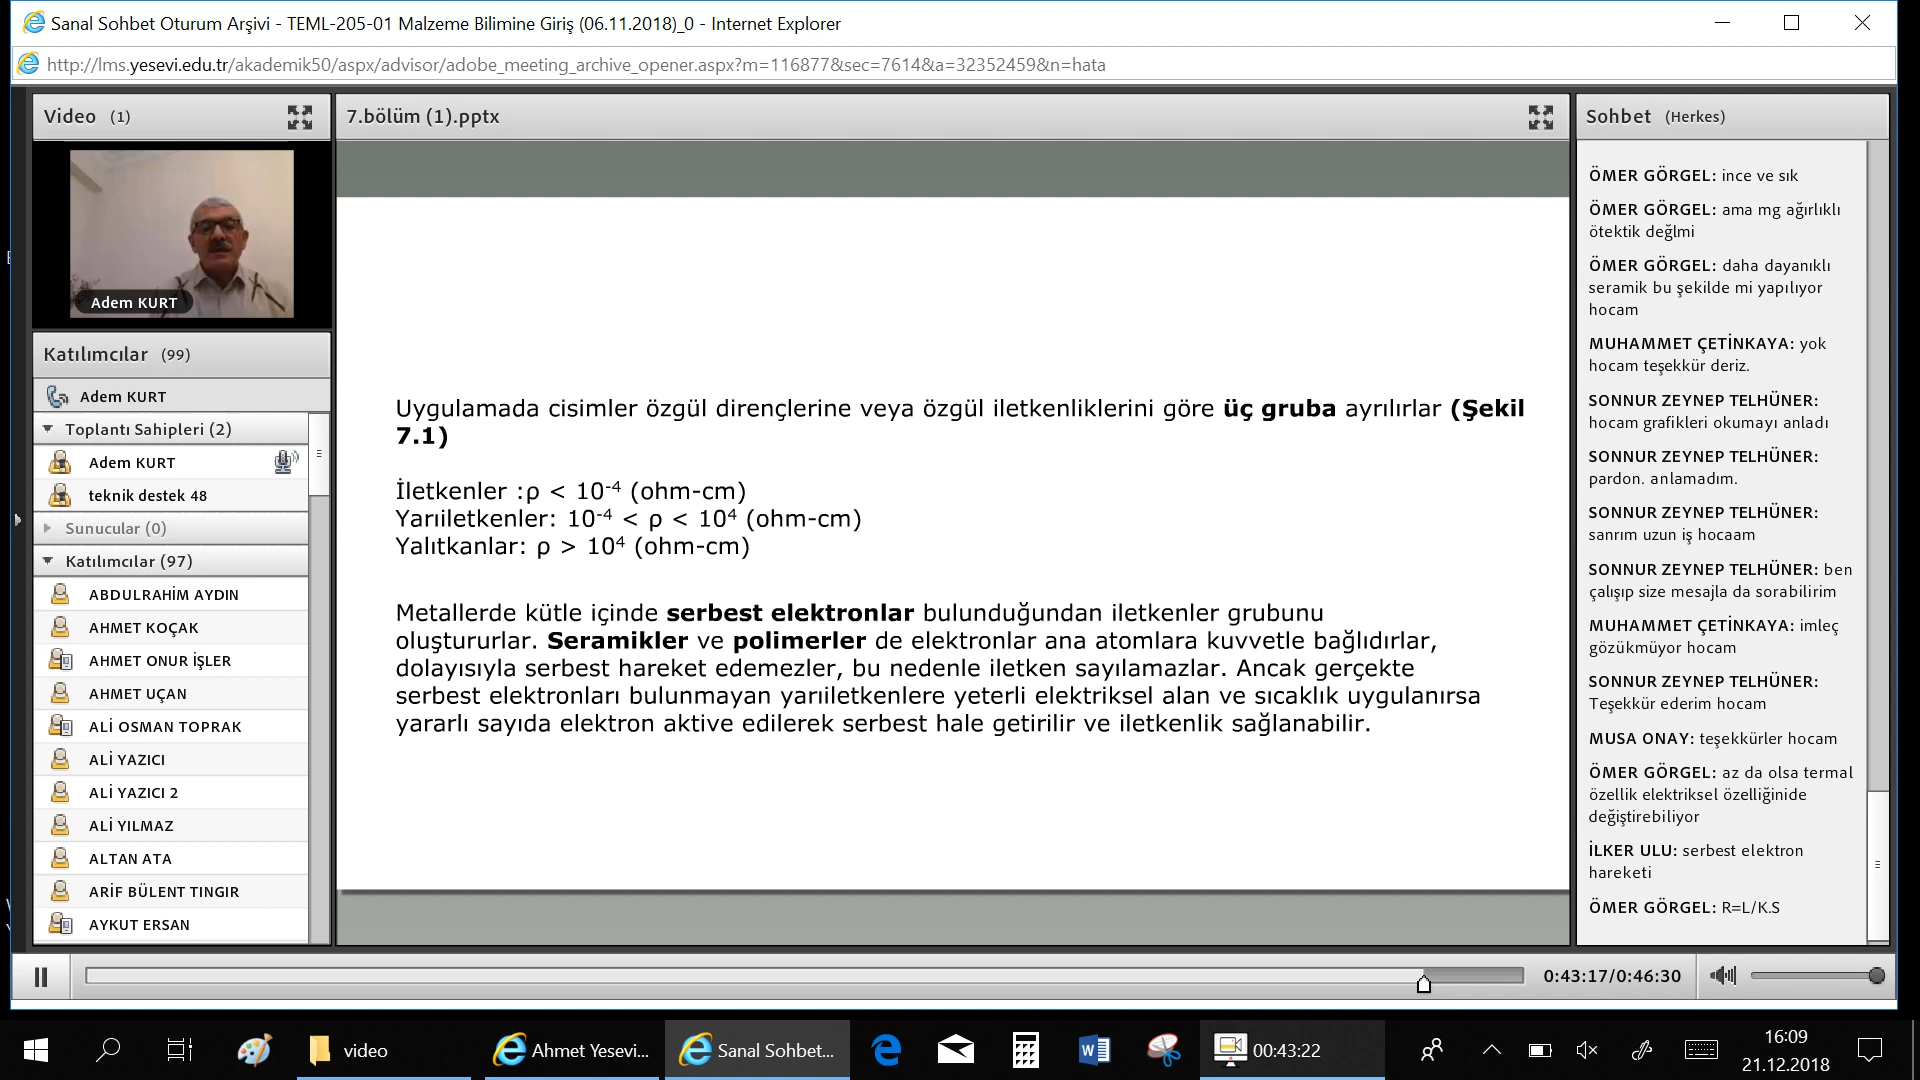 Sanal Sohbet Oturum Arşivi - TEML-205-01 Malzeme Bilimine Giriş (06.11.2018)_0 - Internet Explorer
http://lms.yesevi.edu.tr/akademik50/aspx/advisor/adobe_meeting_archive_opener.aspx?m=116877&sec=7614&a=32352459&n=hata
Video (1)
Adem KURT
Katılımcılar (99)
Adem KURT
Toplantı Sahipleri (2)
Adem KURT
teknik destek 48
Sunucular (0)
Katılımcılar (97)
ABDULRAHİM AYDIN
AHMET KOÇAK
AHMET ONUR İŞLER
AHMET UÇAN
ALİ OSMAN TOPRAK
ALİ YAZICI
ALİ YAZICI 2
ALİ YILMAZ
ALTAN ATA
ARİF BÜLENT TINGIR
AYKUT ERSAN
7.bölüm (1).pptx
Uygulamada cisimler özgül dirençlerine veya özgül iletkenliklerini göre üç gruba ayrılırlar (Şekil
7.1)
İletkenler :ρ < 10⁻⁴ (ohm-cm)
Yarıiletkenler: 10⁻⁴ < ρ < 10⁴ (ohm-cm)
Yalıtkanlar: ρ > 10⁴ (ohm-cm)
Metallerde kütle içinde serbest elektronlar bulunduğundan iletkenler grubunu
oluştururlar. Seramikler ve polimerler de elektronlar ana atomlara kuvvetle bağlıdırlar,
dolayısıyla serbest hareket edemezler, bu nedenle iletken sayılamazlar. Ancak gerçekte
serbest elektronları bulunmayan yarıiletkenlere yeterli elektriksel alan ve sıcaklık uygulanırsa
yararlı sayıda elektron aktive edilerek serbest hale getirilir ve iletkenlik sağlanabilir.
Sohbet (Herkes)
ÖMER GÖRGEL: ince ve sık
ÖMER GÖRGEL: ama mg ağırlıklı
ötektik değlmi
ÖMER GÖRGEL: daha dayanıklı
seramik bu şekilde mi yapılıyor
hocam
MUHAMMET ÇETİNKAYA: yok
hocam teşekkür deriz.
SONNUR ZEYNEP TELHÜNER:
hocam grafikleri okumayı anladı
SONNUR ZEYNEP TELHÜNER:
pardon. anlamadım.
SONNUR ZEYNEP TELHÜNER:
sanrım uzun iş hocaam
SONNUR ZEYNEP TELHÜNER: ben
çalışıp size mesajla da sorabilirim
MUHAMMET ÇETİNKAYA: imleç
gözükmüyor hocam
SONNUR ZEYNEP TELHÜNER:
Teşekkür ederim hocam
MUSA ONAY: teşekkürler hocam
ÖMER GÖRGEL: az da olsa termal
özellik elektriksel özelliğinide
değiştirebiliyor
İLKER ULU: serbest elektron
hareketi
ÖMER GÖRGEL: R=L/K.S
0:43:17/0:46:30
video
Ahmet Yesevi...
Sanal Sohbet...
00:43:22
16:09
21.12.2018